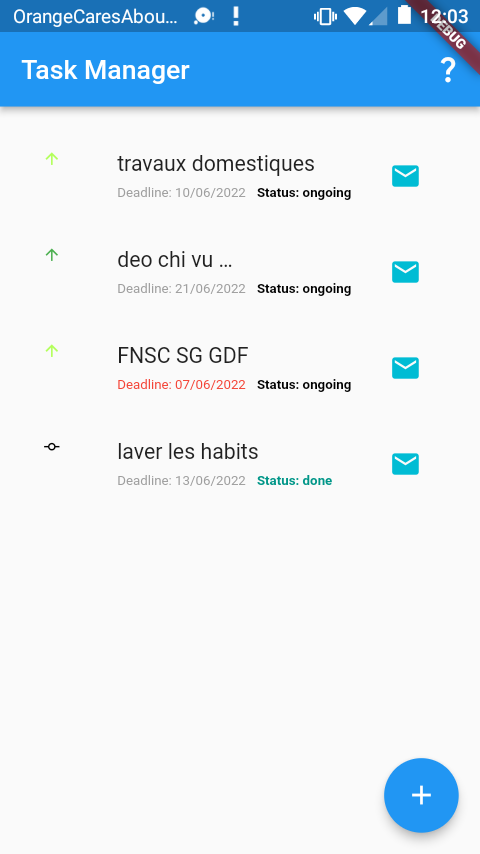 OrangeCaresAbou... 12:03
DEBUG
Task Manager ?
travaux domestiques
Deadline: 10/06/2022 Status: ongoing
deo chi vu ...
Deadline: 21/06/2022 Status: ongoing
FNSC SG GDF
Deadline: 07/06/2022 Status: ongoing
laver les habits
Deadline: 13/06/2022 Status: done
+